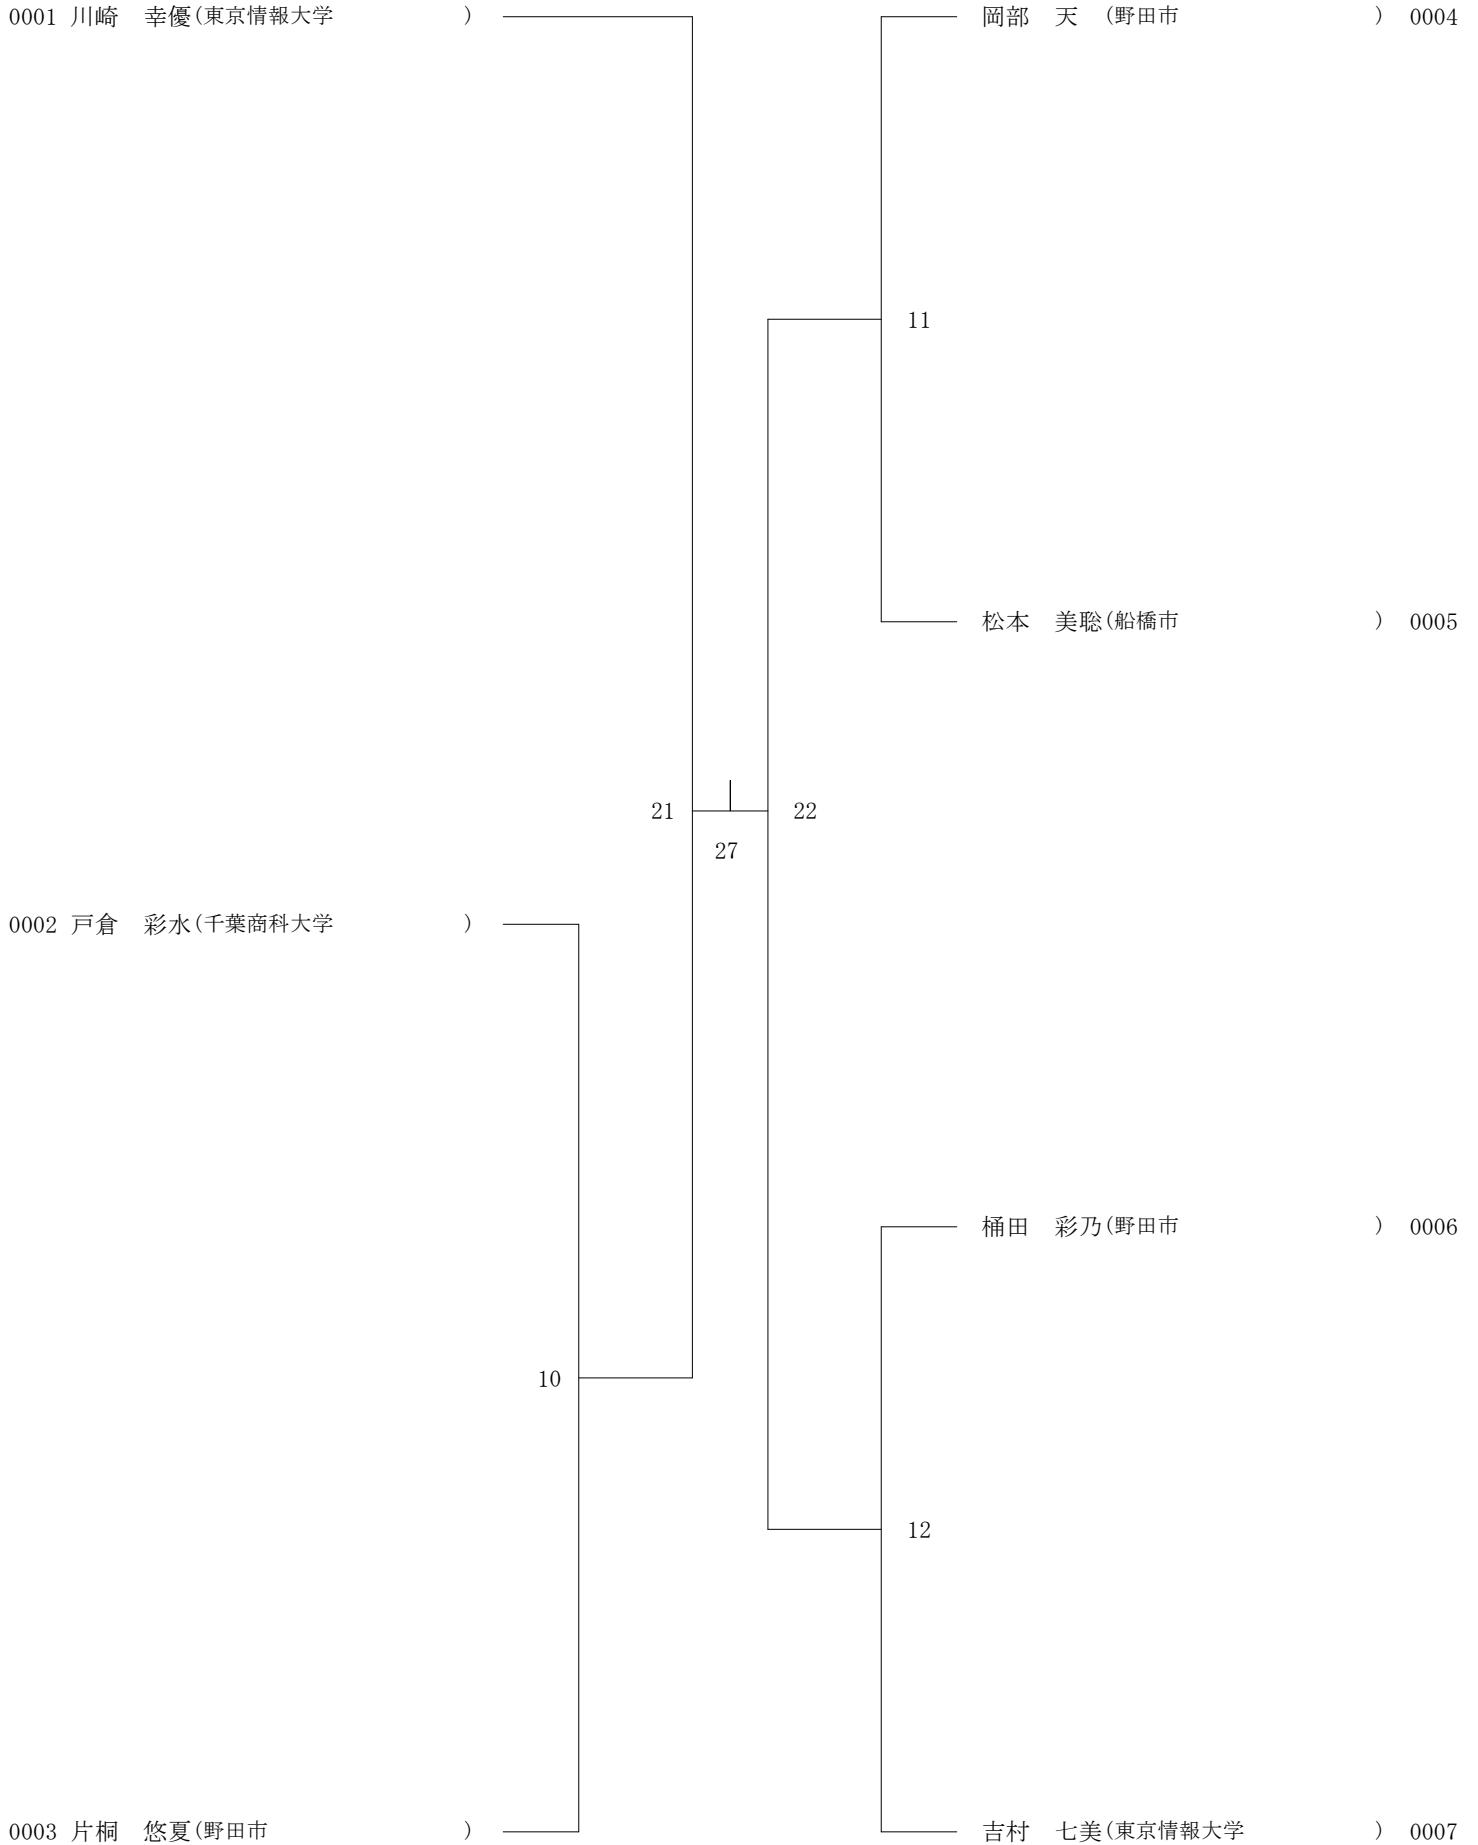 0001 川崎　幸優(東京情報大学　　　　　　)
岡部　天　(野田市　　　　　　　　　) 0004
11
松本　美聡(船橋市　　　　　　　　　) 0005
21
22
27
0002 戸倉　彩水(千葉商科大学　　　　　　)
桶田　彩乃(野田市　　　　　　　　　) 0006
10
12
0003 片桐　悠夏(野田市　　　　　　　　　)
吉村　七美(東京情報大学　　　　　　) 0007